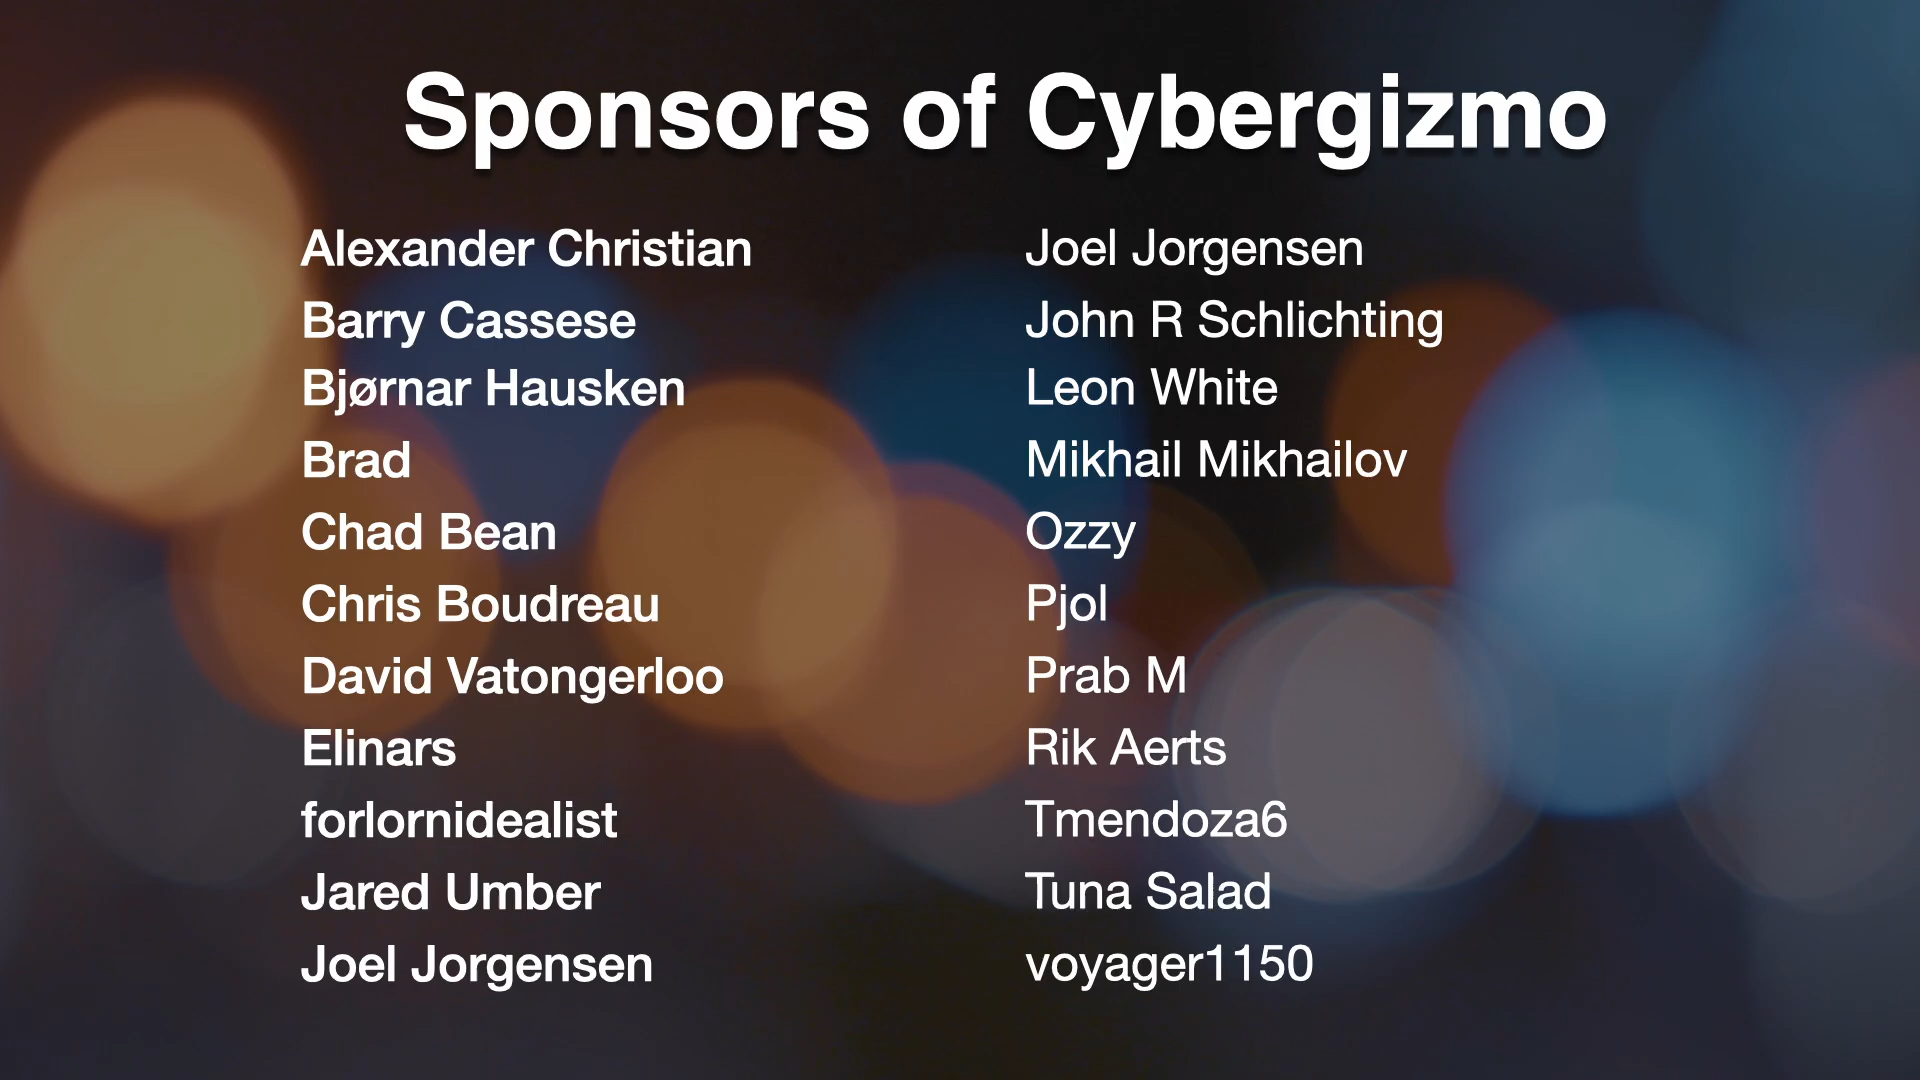 Sponsors of Cybergizmo
Alexander Christian
Barry Cassese
Bjørnar Hausken
Brad
Chad Bean
Chris Boudreau
David Vatongerloo
Elinars
forlornidealist
Jared Umber
Joel Jorgensen
Joel Jorgensen
John R Schlichting
Leon White
Mikhail Mikhailov
Ozzy
Pjol
Prab M
Rik Aerts
Tmendoza6
Tuna Salad
voyager1150